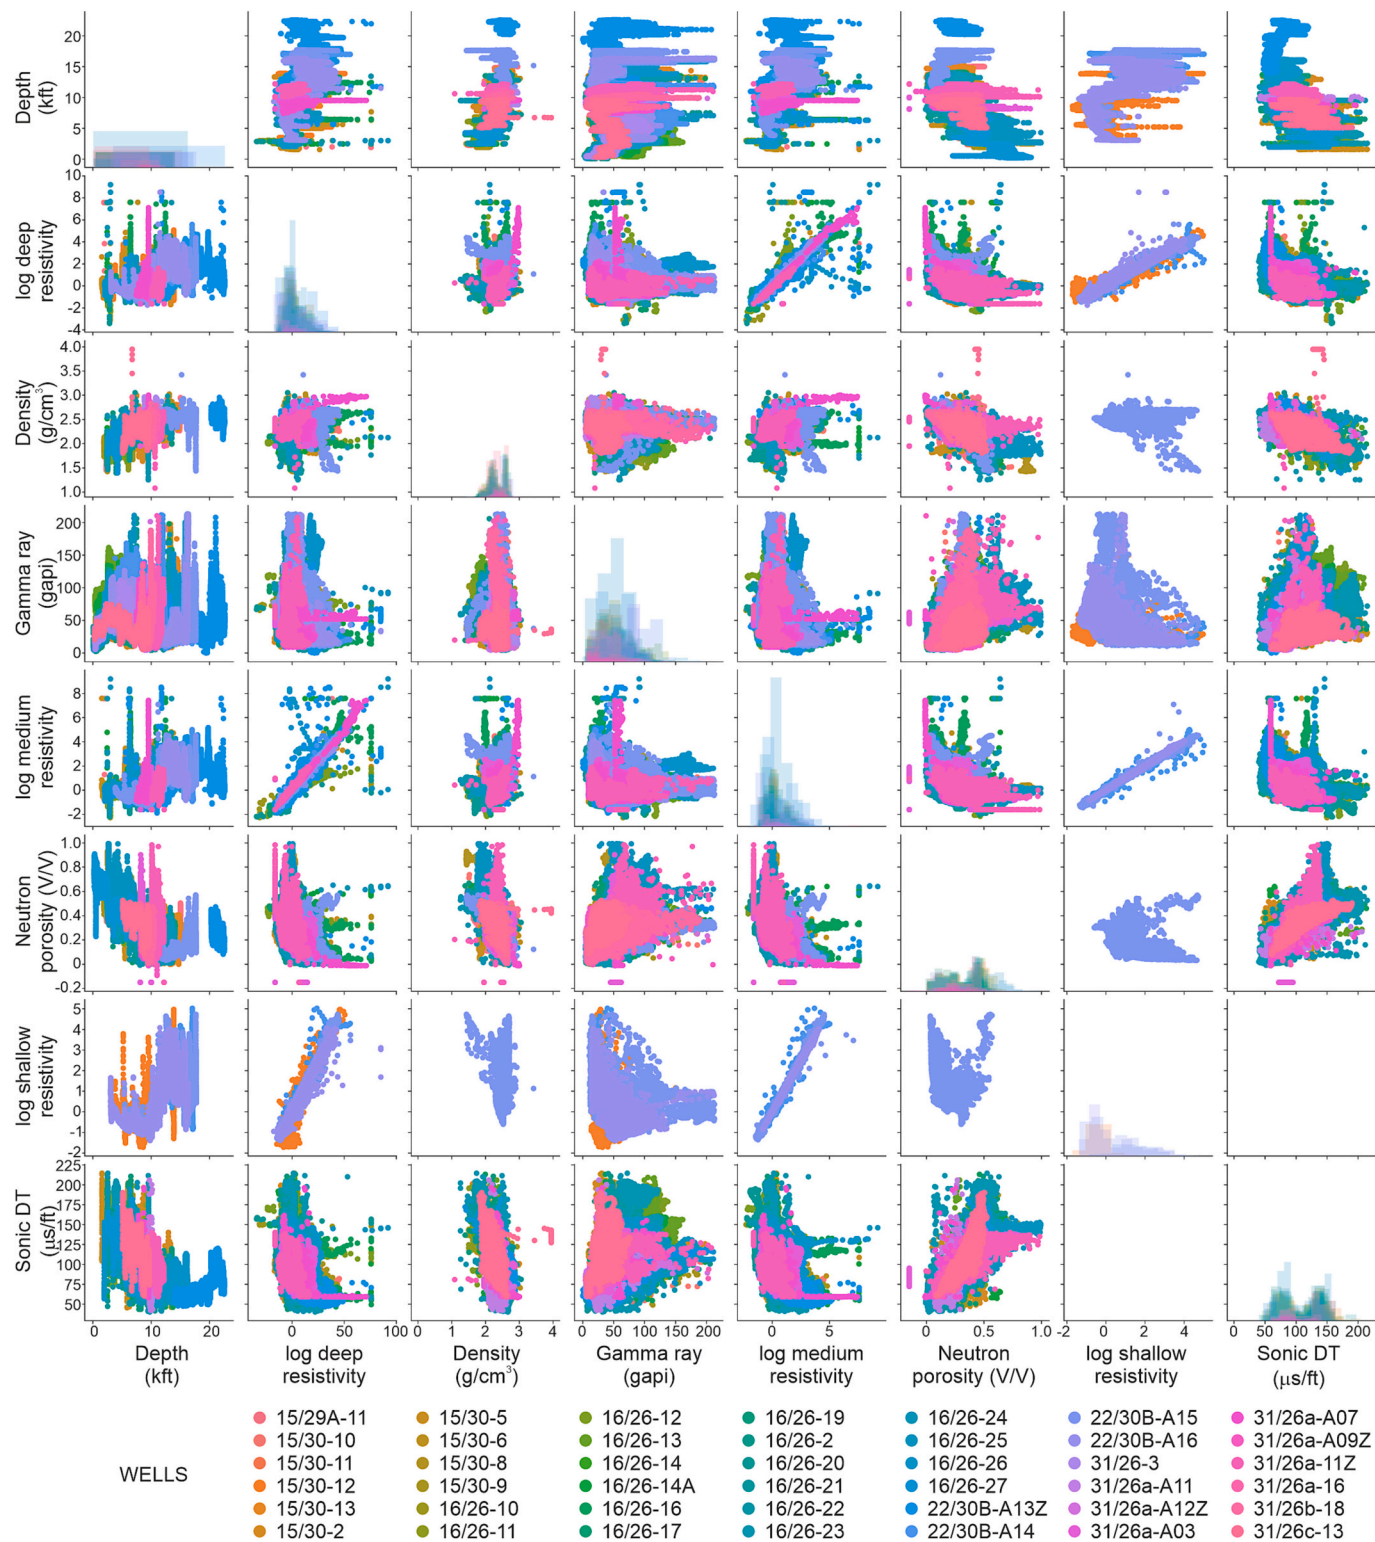 Depth
(kft)
20
15
10
5
0
log deep
resistivity
10
8
6
4
2
0
-2
-4
Density
(g/cm³)
4.0
3.5
3.0
2.5
2.0
1.5
1.0
Gamma ray
(gapi)
200
150
100
50
0
log medium
resistivity
8
6
4
2
0
-2
Neutron
porosity (V/V)
1.0
0.8
0.6
0.4
0.2
0
-0.2
log shallow
resistivity
5
4
3
2
1
0
-1
-2
Sonic DT
(μs/ft)
225
200
175
150
125
100
75
50
0 10 20
0 50 100
0 1 2 3 4
0 50 100 150 200
0 5
0 0.5 1.0
-2 0 2 4
0 50 100 150 200
Depth
(kft)
log deep
resistivity
Density
(g/cm³)
Gamma ray
(gapi)
log medium
resistivity
Neutron
porosity (V/V)
log shallow
resistivity
Sonic DT
(μs/ft)
WELLS
15/29A-11
15/30-10
15/30-11
15/30-12
15/30-13
15/30-2
15/30-5
15/30-6
15/30-8
15/30-9
16/26-10
16/26-11
16/26-12
16/26-13
16/26-14
16/26-14A
16/26-16
16/26-17
16/26-19
16/26-2
16/26-20
16/26-21
16/26-22
16/26-23
16/26-24
16/26-25
16/26-26
16/26-27
22/30B-A13Z
22/30B-A14
22/30B-A15
22/30B-A16
31/26-3
31/26a-A11
31/26a-A12Z
31/26a-A03
31/26a-A07
31/26a-A09Z
31/26a-11Z
31/26a-16
31/26b-18
31/26c-13